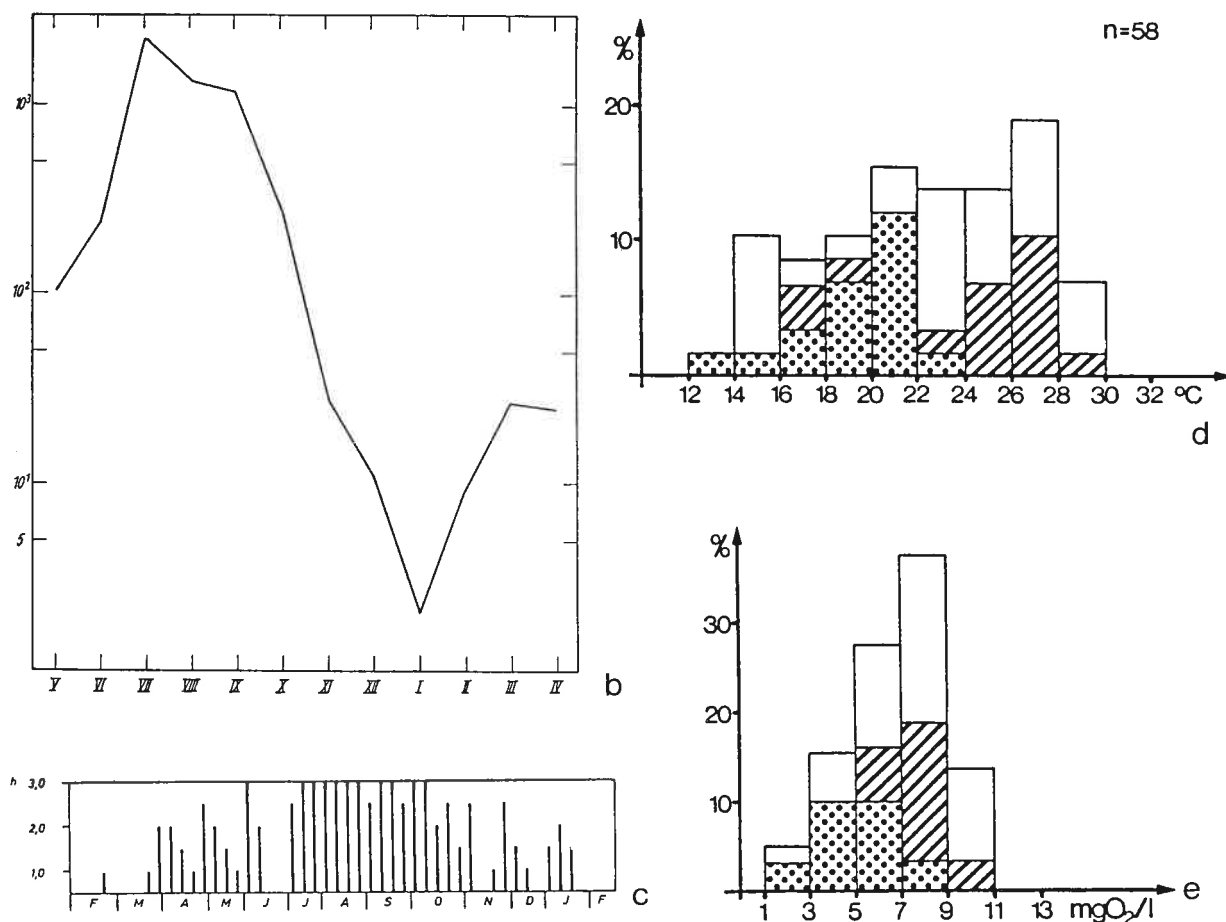 10³
10²
10¹
5
V VI VII VIII IX X XI XII I II III IV
b
h
3,0
2,0
1,0
F M A M J J A S O N D J F
c
n=58
%
20
10
12 14 16 18 20 22 24 26 28 30 32 ºC
d
%
30
20
10
1 3 5 7 9 11 13 mgO₂/l
e